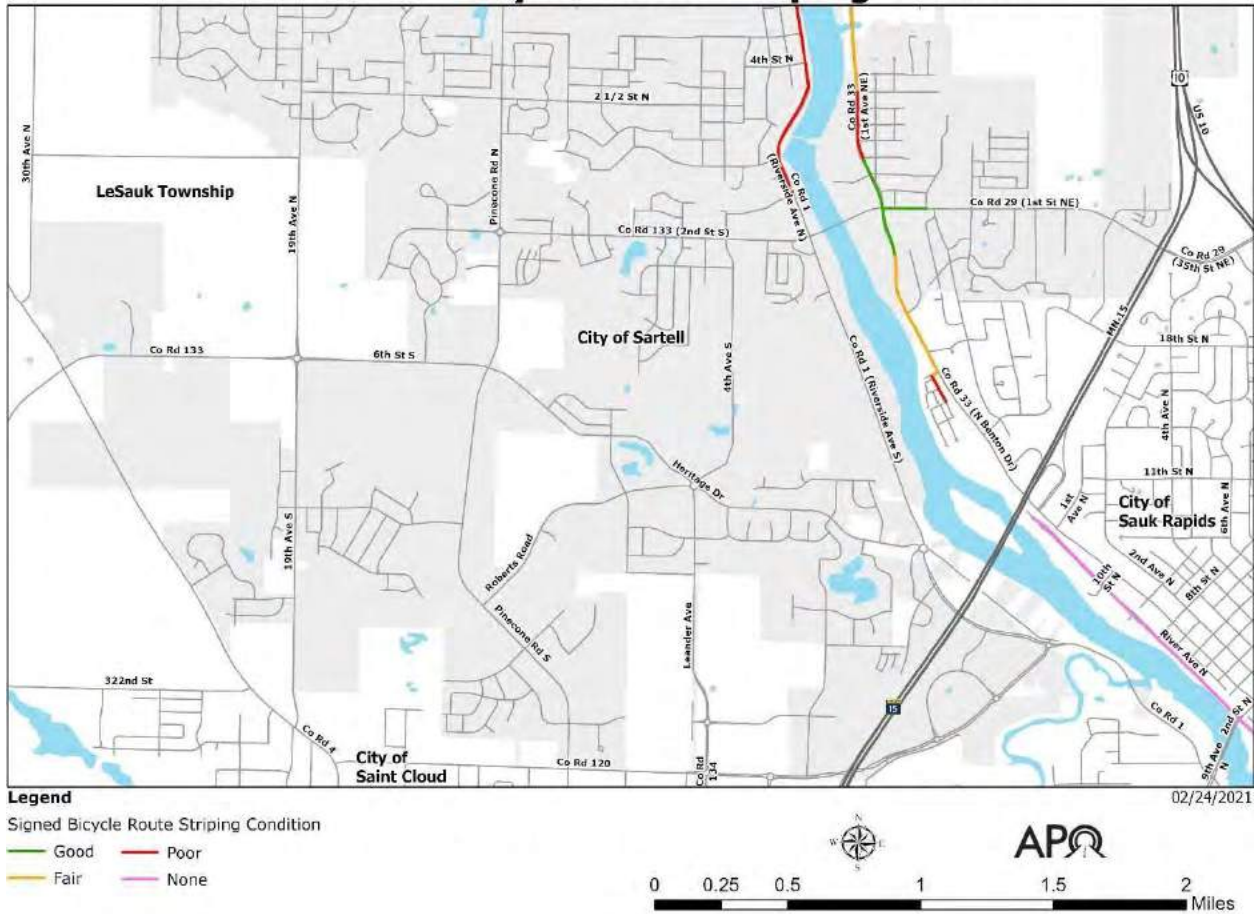 4th St N
2 1/2 St N
Co Rd 33
(1st Ave NE)
10
US 10
30th Ave N
LeSauk Township
19th Ave N
Pinecone Rd N
Co Rd 1
(Riverside Ave N)
Co Rd 29 (1st St NE)
Co Rd 133 (2nd St S)
Co Rd 29
(35th St NE)
City of Sartell
MN-15
18th St N
Co Rd 133
6th St S
4th Ave S
Co Rd 1 (Riverside Ave S)
Co Rd 33 (N Benton Dr)
4th Ave N
11th St N
Heritage Dr
1st
Ave N
City of
Sauk Rapids
6th Ave N
19th Ave S
Roberts Road
2nd Ave N
8th St N
10th
St N
Pinecone Rd S
Leander Ave
River Ave N
322nd St
15
Co Rd 1
2nd St N
9th Ave
N
Co Rd 4
City of
Saint Cloud
Co Rd 120
Co Rd
134
Legend
02/24/2021
Signed Bicycle Route Striping Condition
Good
Poor
Fair
None
N
W
E
S
APO
0 0.25 0.5 1 1.5 2
Miles